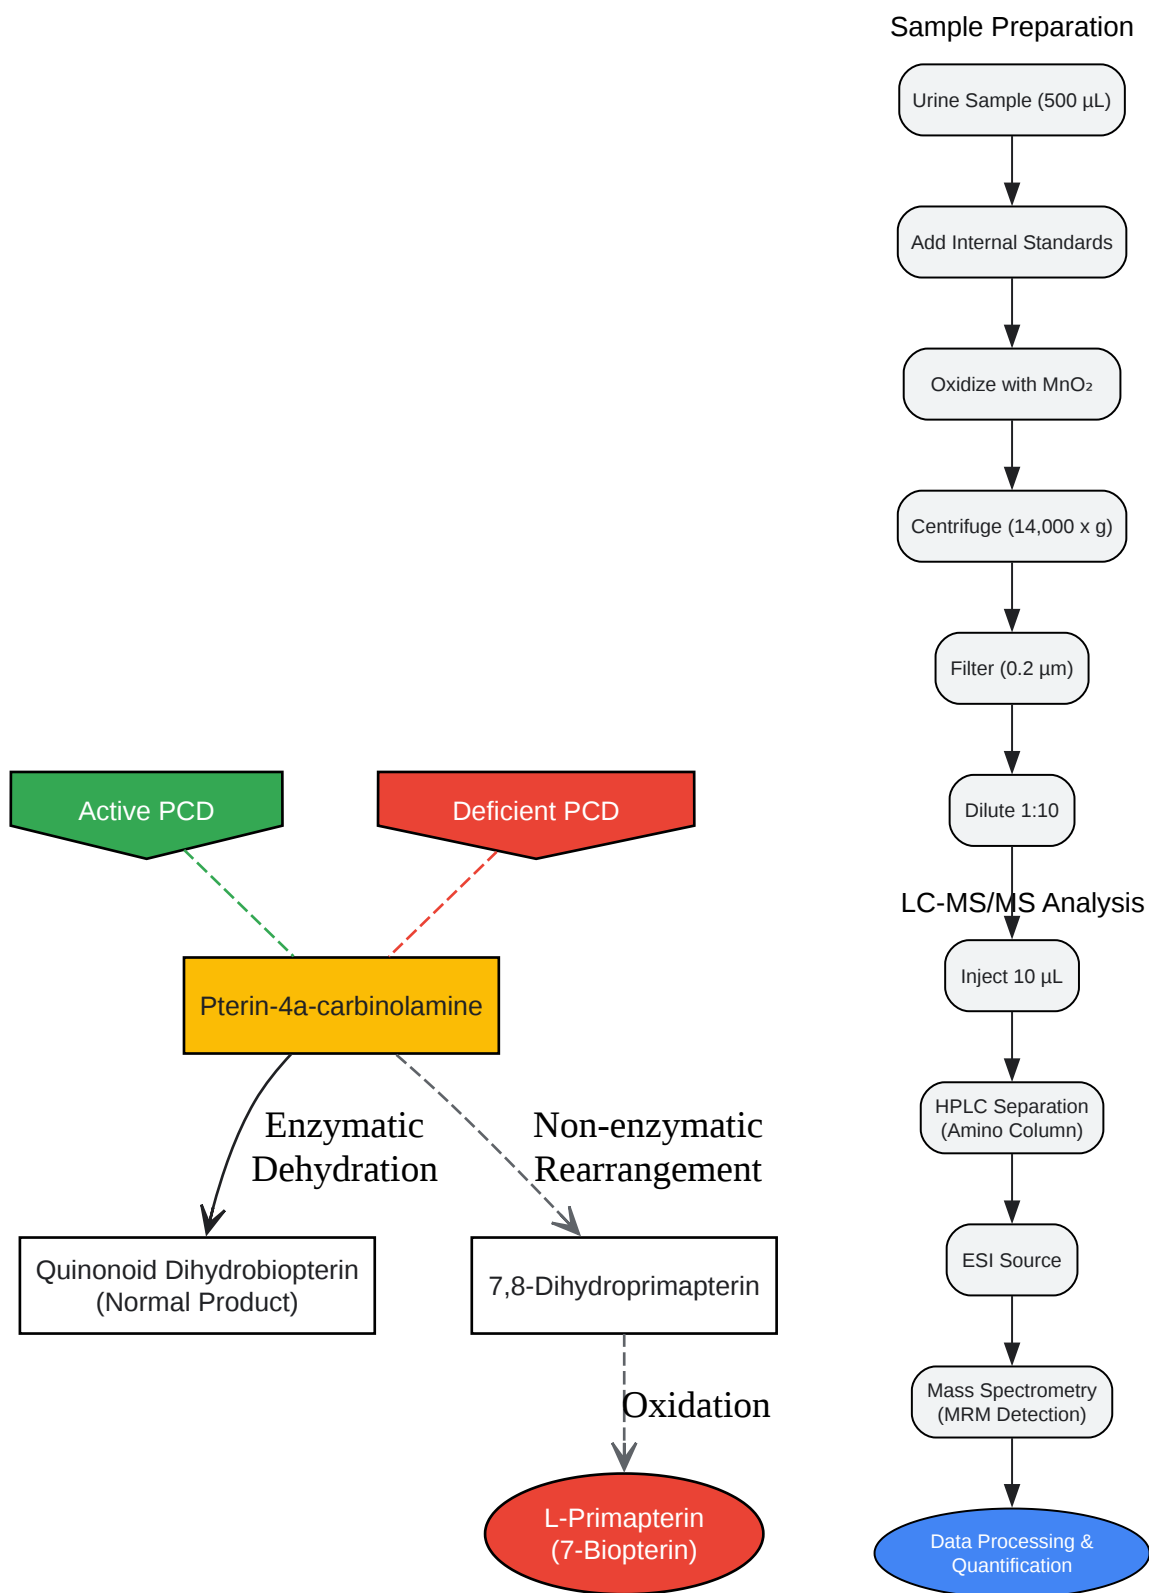 Sample Preparation
Urine Sample (500 µL)
Add Internal Standards
Oxidize with MnO₂
Centrifuge (14,000 x g)
Filter (0.2 µm)
Dilute 1:10
LC-MS/MS Analysis
Inject 10 µL
HPLC Separation
(Amino Column)
ESI Source
Mass Spectrometry
(MRM Detection)
Data Processing &
Quantification
Active PCD
Deficient PCD
Pterin-4a-carbinolamine
Enzymatic
Dehydration
Non-enzymatic
Rearrangement
Quinonoid Dihydrobiopterin
(Normal Product)
7,8-Dihydroprimapterin
Oxidation
L-Primapterin
(7-Biopterin)